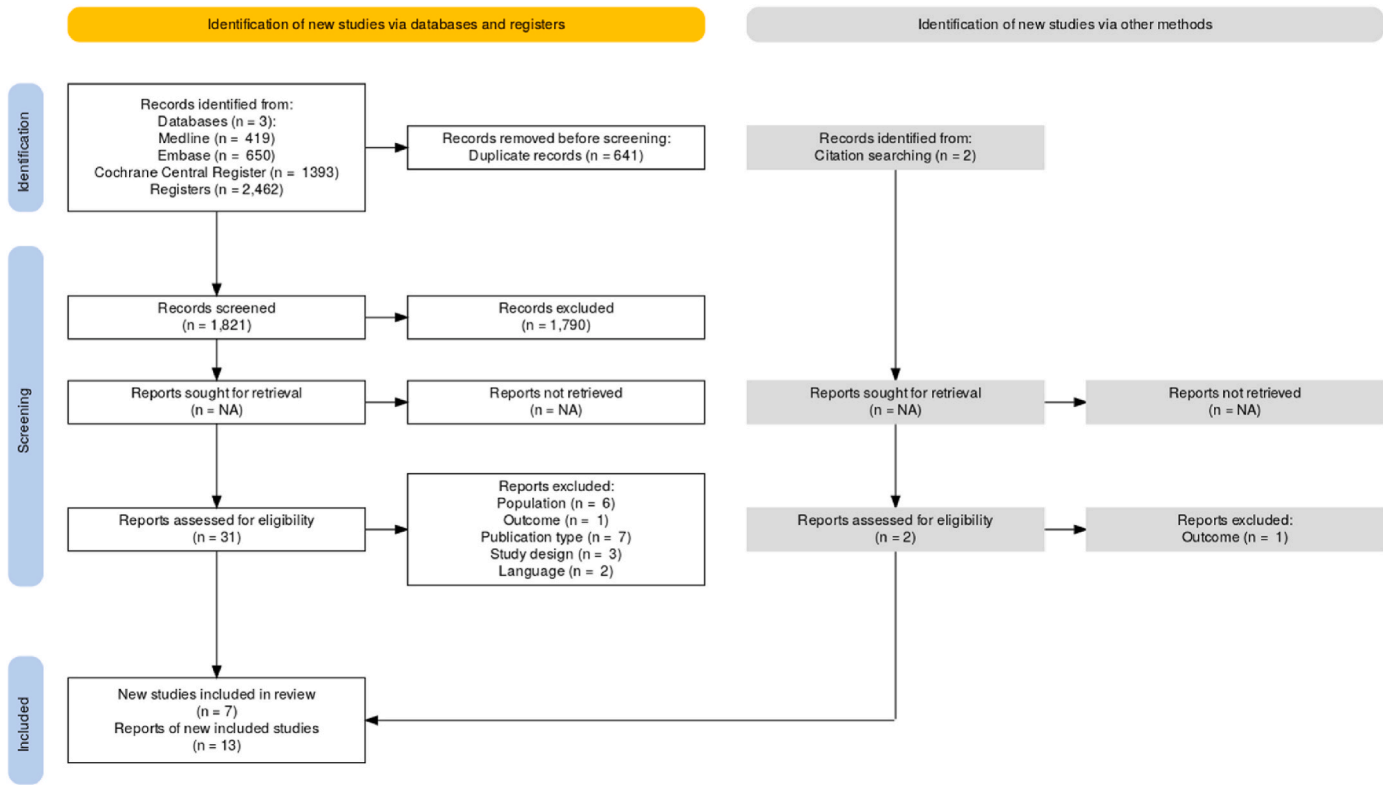 Identification of new studies via databases and registers
Identification of new studies via other methods
Identification
Records identified from:
Databases (n = 3):
Medline (n = 419)
Embase (n = 650)
Cochrane Central Register (n = 1393)
Registers (n = 2,462)
Records removed before screening:
Duplicate records (n = 641)
Records identified from:
Citation searching (n = 2)
Screening
Records screened
(n = 1,821)
Records excluded
(n = 1,790)
Reports sought for retrieval
(n = NA)
Reports not retrieved
(n = NA)
Reports sought for retrieval
(n = NA)
Reports not retrieved
(n = NA)
Reports assessed for eligibility
(n = 31)
Reports excluded:
Population (n = 6)
Outcome (n = 1)
Publication type (n = 7)
Study design (n = 3)
Language (n = 2)
Reports assessed for eligibility
(n = 2)
Reports excluded:
Outcome (n = 1)
Included
New studies included in review
(n = 7)
Reports of new included studies
(n = 13)